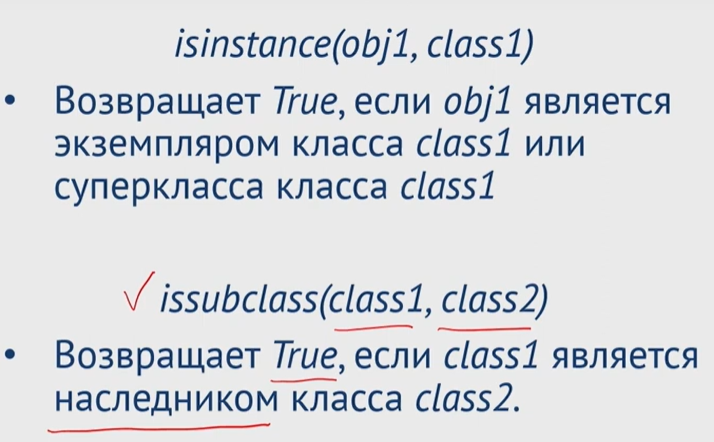 isinstance(obj1, class1)
• Возвращает True, если obj1 является
экземпляром класса class1 или
суперкласса класса class1
✓ issubclass(class1, class2)
• Возвращает True, если class1 является
наследником класса class2.